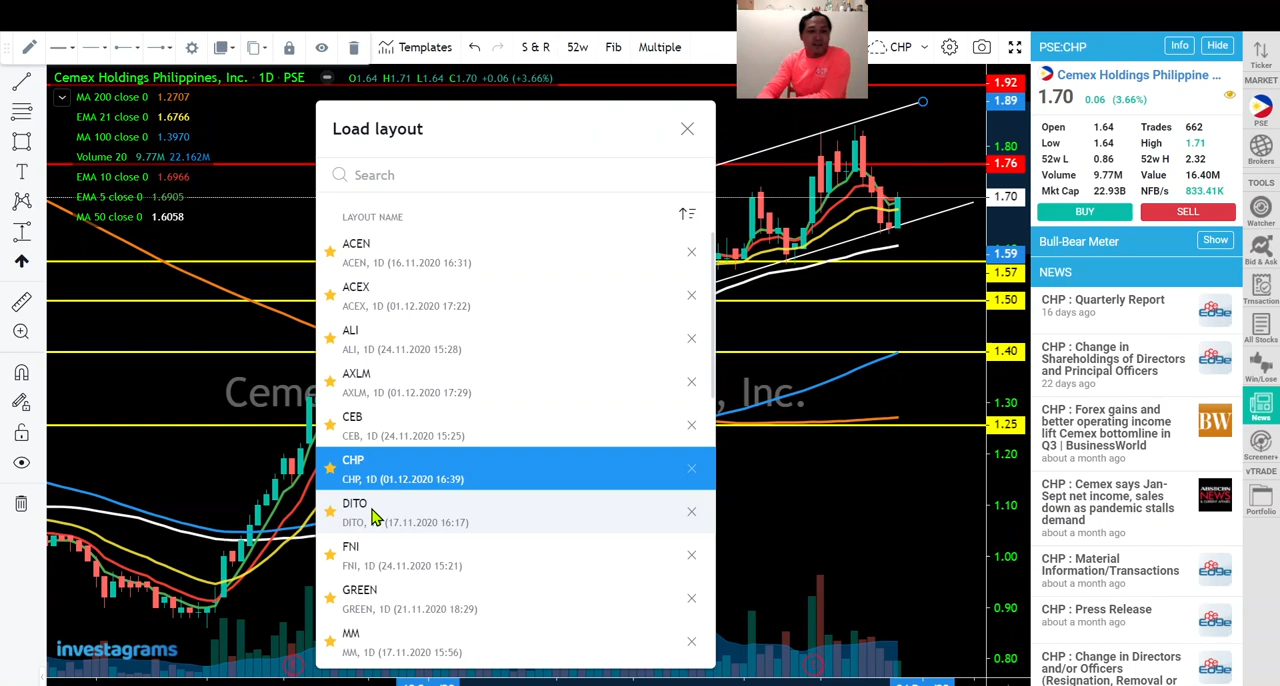 Templates
S & R
52w
Fib
Multiple
CHP
Cemex Holdings Philippines, Inc. · 1D · PSE
O1.64 H1.71 L1.64 C1.70 +0.06 (+3.66%)
MA 200 close 0 1.2707
EMA 21 close 0 1.6766
MA 100 close 0 1.3970
Volume 20 9.77M 22.162M
EMA 10 close 0 1.6966
EMA 5 close 0 1.6905
MA 50 close 0 1.6058
Load layout
Search
LAYOUT NAME
ACEN
ACEN, 1D (16.11.2020 16:31)
ACEX
ACEX, 1D (01.12.2020 17:22)
ALI
ALI, 1D (24.11.2020 15:28)
AXLM
AXLM, 1D (01.12.2020 17:29)
CEB
CEB, 1D (24.11.2020 15:25)
CHP
CHP, 1D (01.12.2020 16:39)
DITO
DITO, (17.11.2020 16:17)
FNI
FNI, 1D (24.11.2020 15:21)
GREEN
GREEN, 1D (21.11.2020 18:29)
MM
MM, 1D (17.11.2020 15:56)
Ceme
, Inc.
investagrams
1.92
1.89
1.80
1.76
1.70
1.59
1.57
1.50
1.40
1.30
1.25
1.20
1.10
1.00
0.90
0.80
PSE:CHP
Info
Hide
Cemex Holdings Philippine ...
1.70 0.06 (3.66%)
Open 1.64 Trades 662
Low 1.64 High 1.71
52w L 0.86 52w H 2.32
Volume 9.77M Value 16.40M
Mkt Cap 22.93B NFB/s 833.41K
BUY
SELL
Bull-Bear Meter
Show
NEWS
CHP : Quarterly Report
16 days ago
CHP : Change in
Shareholdings of Directors
and Principal Officers
22 days ago
CHP : Forex gains and
better operating income
lift Cemex bottomline in
Q3 | BusinessWorld
about a month ago
BW
CHP : Cemex says Jan-
Sept net income, sales
down as pandemic stalls
demand
about a month ago
ABS-CBN
NEWS
CHP : Material
Information/Transactions
about a month ago
CHP : Press Release
about a month ago
CHP : Change in Directors
and/or Officers
(Resignation, Removal or
Ticker
MARKET
PSE
Brokers
TOOLS
Watcher
Bid & Ask
Trnsaction
All Stocks
Win/Lose
News
Screener+
vTRADE
Portfolio